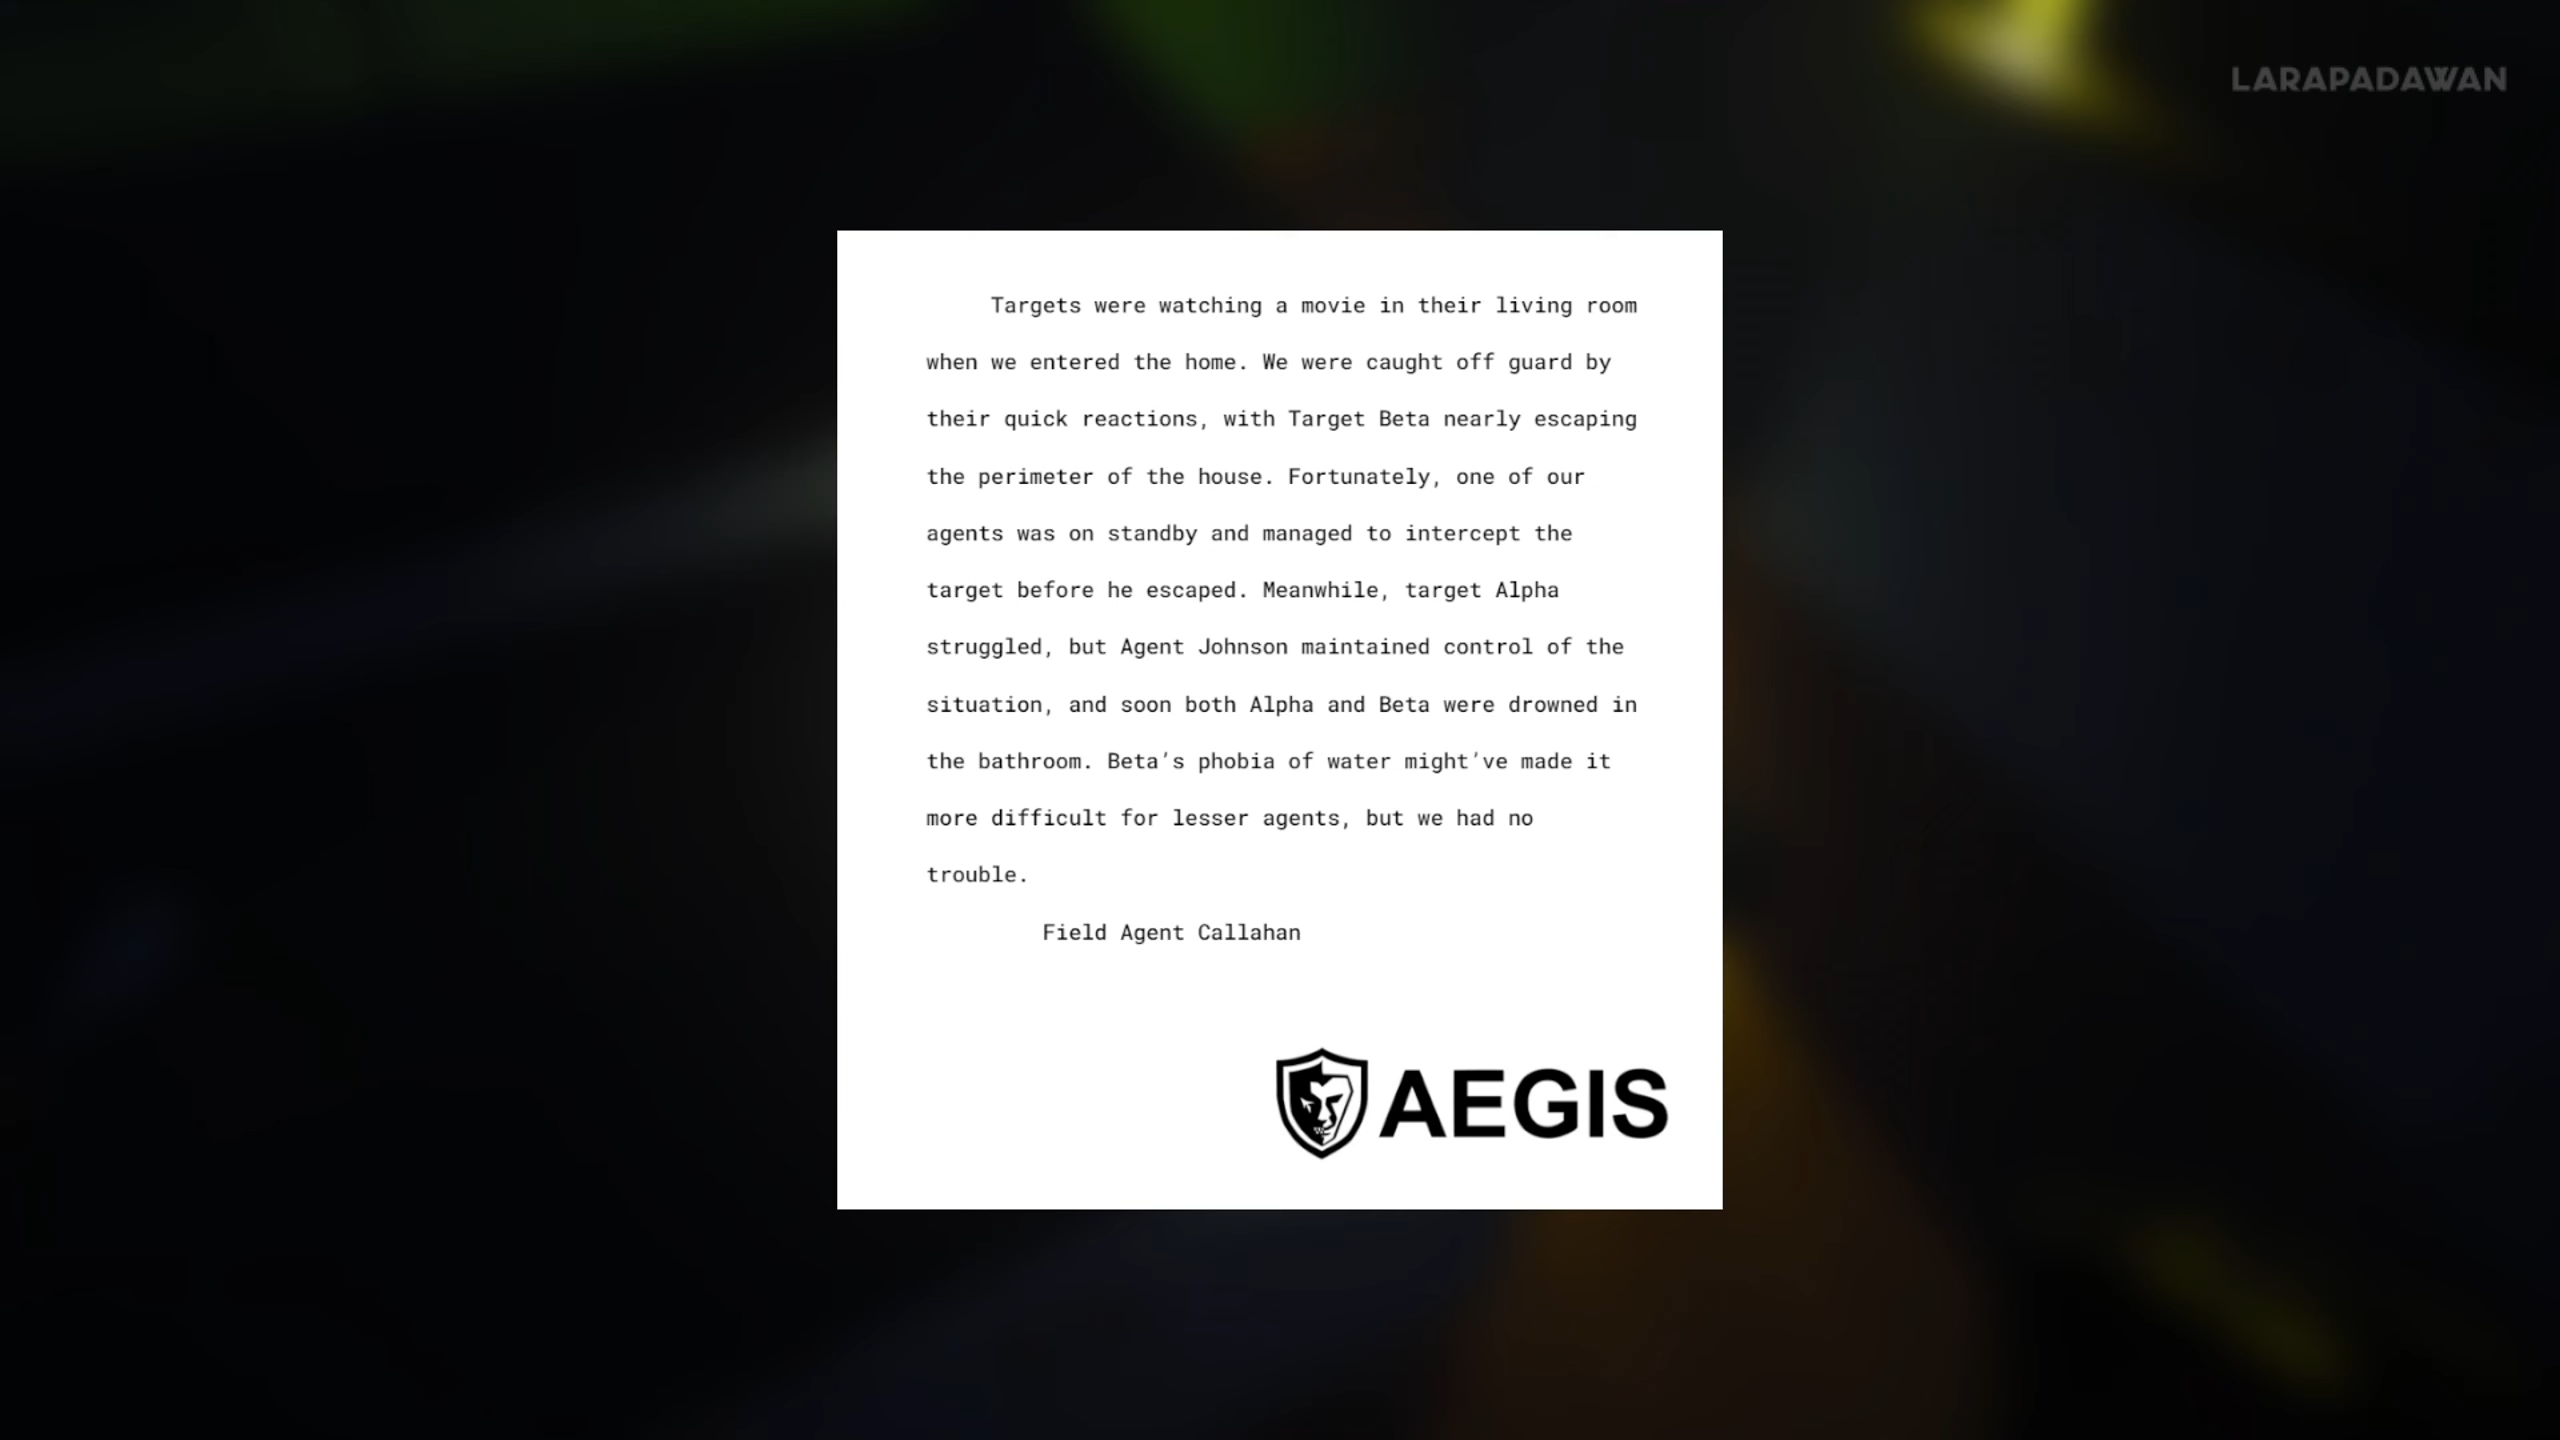 LARAPADAWAN
Targets were watching a movie in their living room
when we entered the home. We were caught off guard by
their quick reactions, with Target Beta nearly escaping
the perimeter of the house. Fortunately, one of our
agents was on standby and managed to intercept the
target before he escaped. Meanwhile, target Alpha
struggled, but Agent Johnson maintained control of the
situation, and soon both Alpha and Beta were drowned in
the bathroom. Beta's phobia of water might've made it
more difficult for lesser agents, but we had no
trouble.
Field Agent Callahan
AEGIS